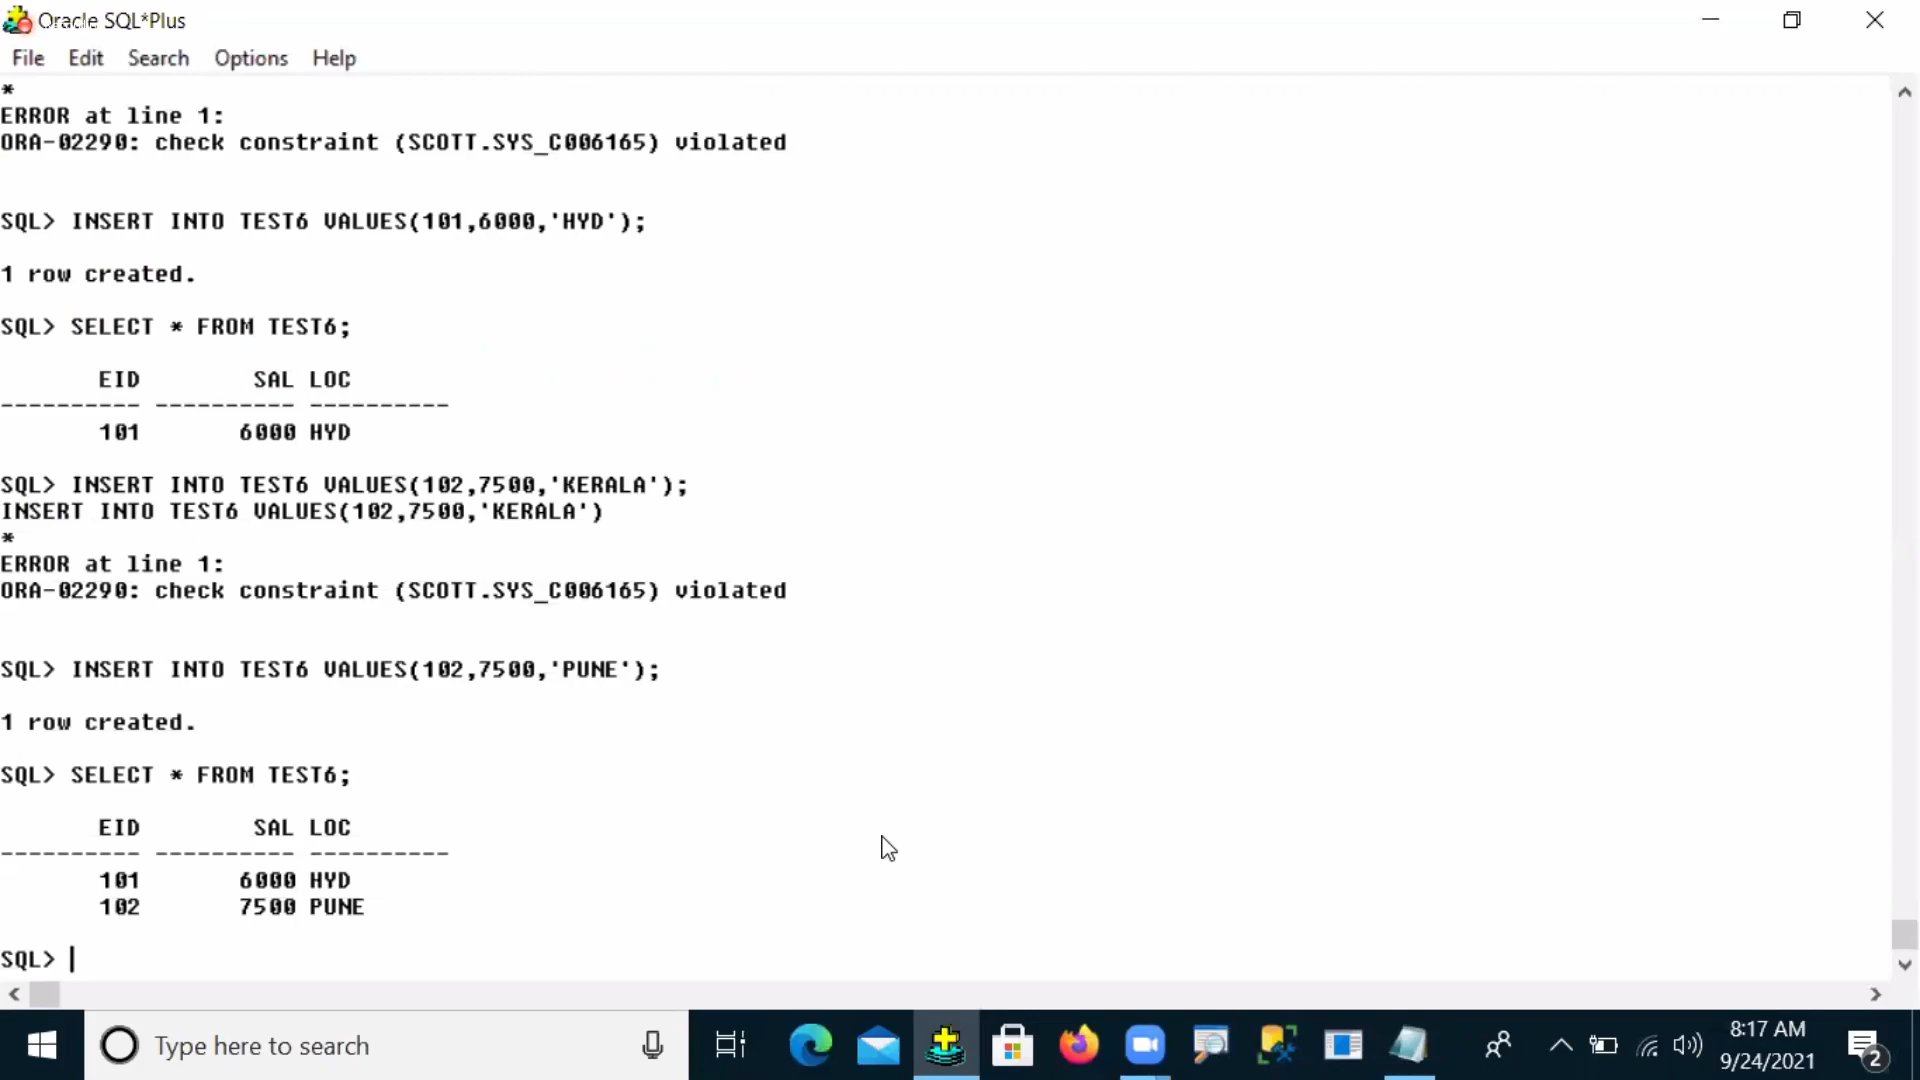 Oracle SQL*Plus
File Edit Search Options Help
*
ERROR at line 1:
ORA-02290: check constraint (SCOTT.SYS_C006165) violated
SQL> INSERT INTO TEST6 VALUES(101,6000,'HYD');
1 row created.
SQL> SELECT * FROM TEST6;
EID SAL LOC
---------- ---------- ----------
101 6000 HYD
SQL> INSERT INTO TEST6 VALUES(102,7500,'KERALA');
INSERT INTO TEST6 VALUES(102,7500,'KERALA')
*
ERROR at line 1:
ORA-02290: check constraint (SCOTT.SYS_C006165) violated
SQL> INSERT INTO TEST6 VALUES(102,7500,'PUNE');
1 row created.
SQL> SELECT * FROM TEST6;
EID SAL LOC
---------- ---------- ----------
101 6000 HYD
102 7500 PUNE
SQL>
Type here to search
8:17 AM
9/24/2021
2